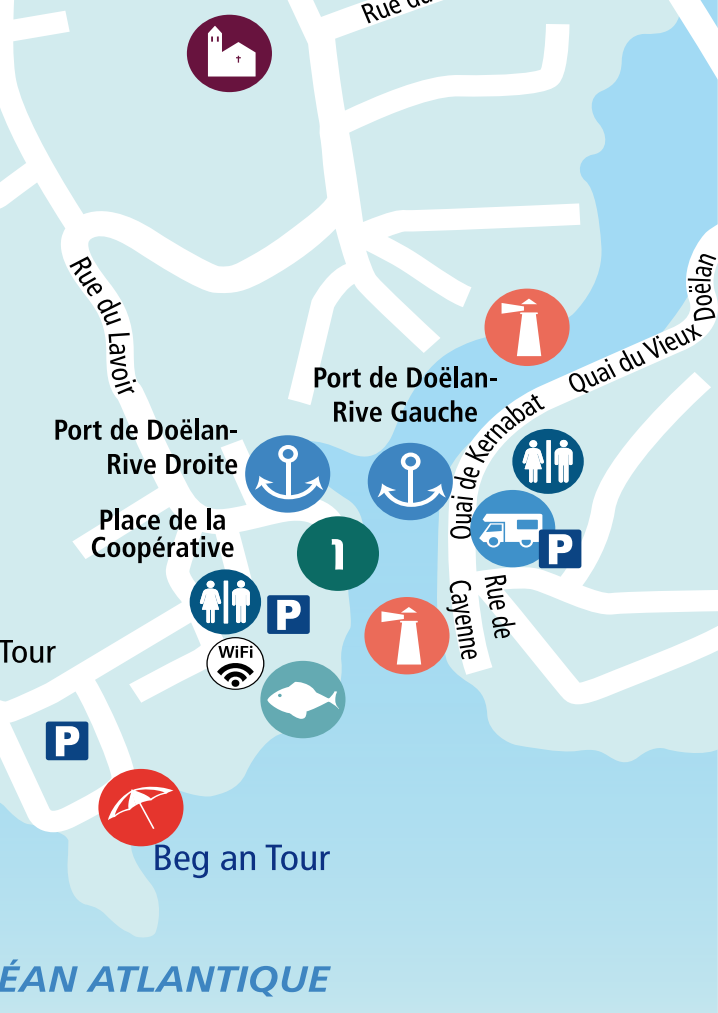 Rue du
Rue du Lavoir
Quai du Vieux Doëlan
Port de Doëlan-
Rive Gauche
Quai de Kernabat
Port de Doëlan-
Rive Droite
Place de la
Coopérative
1
P
Rue de
Cayenne
P
Tour
WiFi
P
Beg an Tour
ÉAN ATLANTIQUE